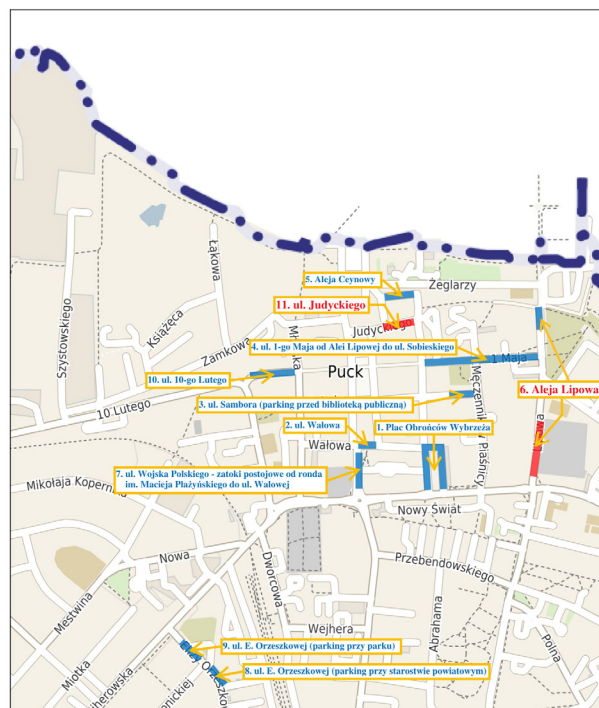 5. Aleja Ceynowy
Żeglarzy
Łąkowa
11. ul. Judyckiego
Szystowskiego
Książęca
Judyckiego
Zamkowa
4. ul. 1-go Maja od Alei Lipowej do ul. Sobieskiego
1 Maja
10. ul. 10-go Lutego
Puck
6. Aleja Lipowa
3. ul. Sambora (parking przed biblioteką publiczną)
10 Lutego
2. ul. Wałowa
1. Plac Obrońców Wybrzeża
Wałowa
7. ul. Wojska Polskiego - zatoki postojowe od ronda
im. Macieja Płażyńskiego do ul. Wałowej
Mikołaja Kopernika
Nowy Świat
Nowa
Dworcowa
Przebendowskiego
Mestwina
Wejhera
Abrahama
Polna
9. ul. E. Orzeszkowej (parking przy parku)
Miotka
8. ul. E. Orzeszkowej (parking przy starostwie powiatowym)